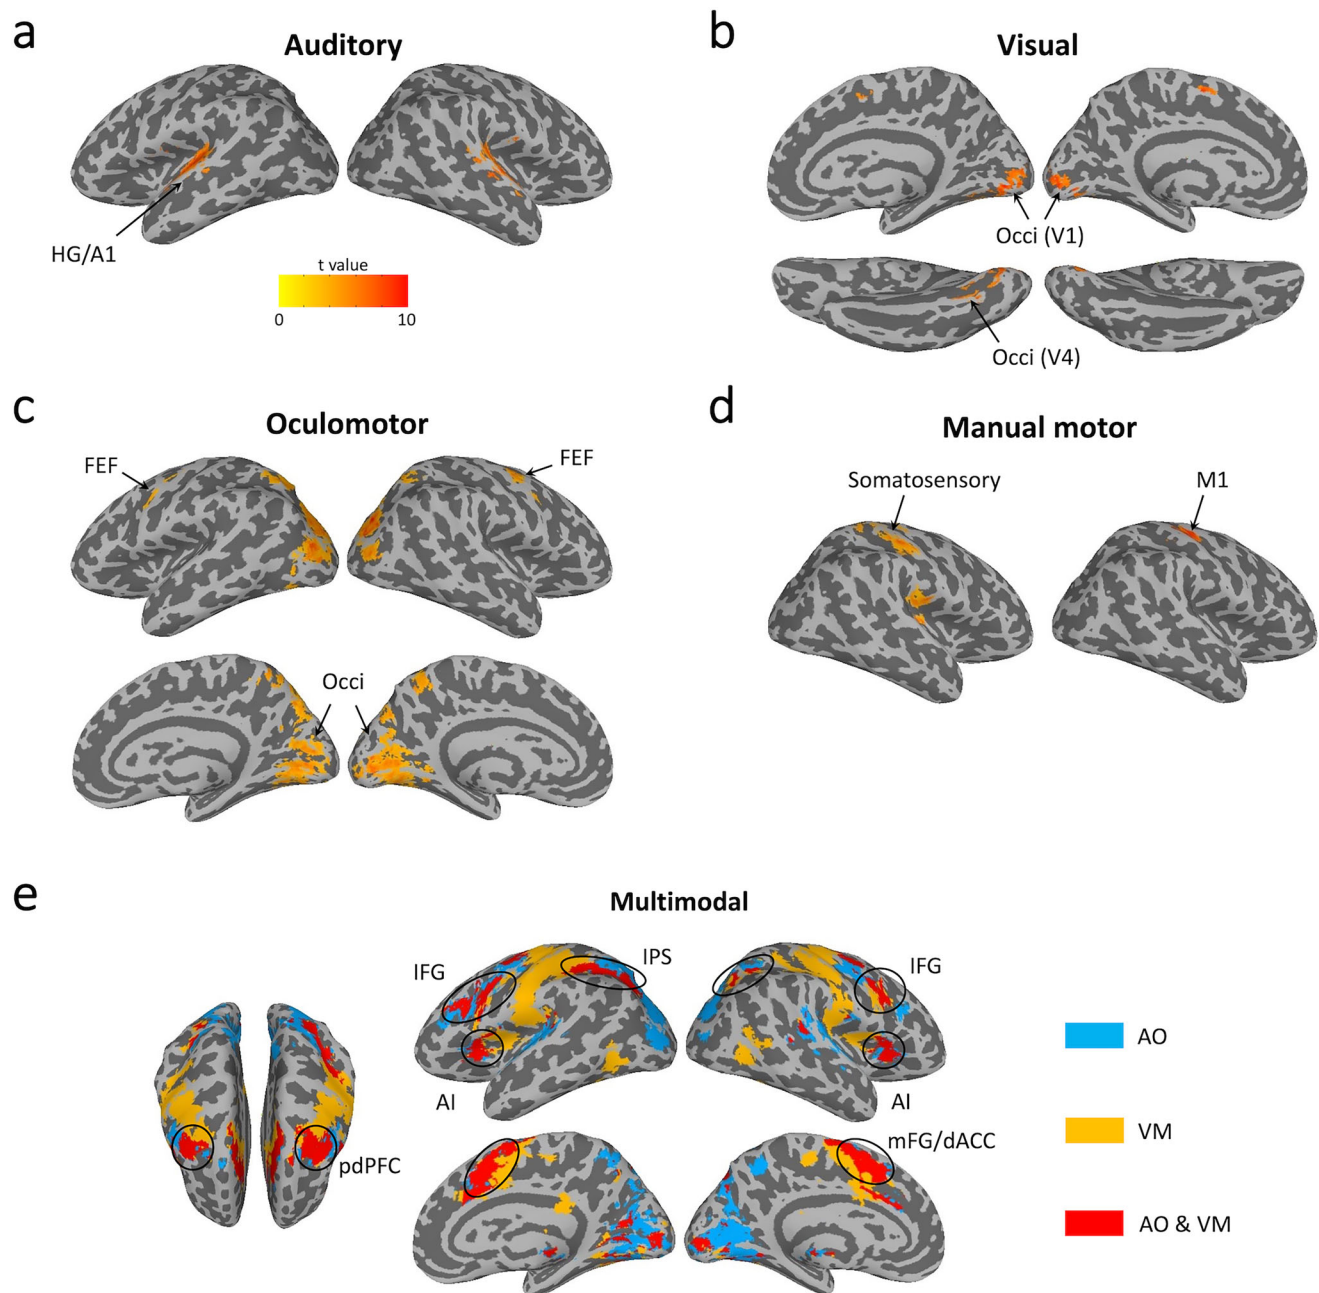 a
Auditory
HG/A1
t value
0
10
b
Visual
Occi (V1)
Occi (V4)
c
Oculomotor
FEF
FEF
Occi
d
Manual motor
Somatosensory
M1
e
Multimodal
IFG
IPS
IFG
AI
AI
pdPFC
mFG/dACC
AO
VM
AO & VM